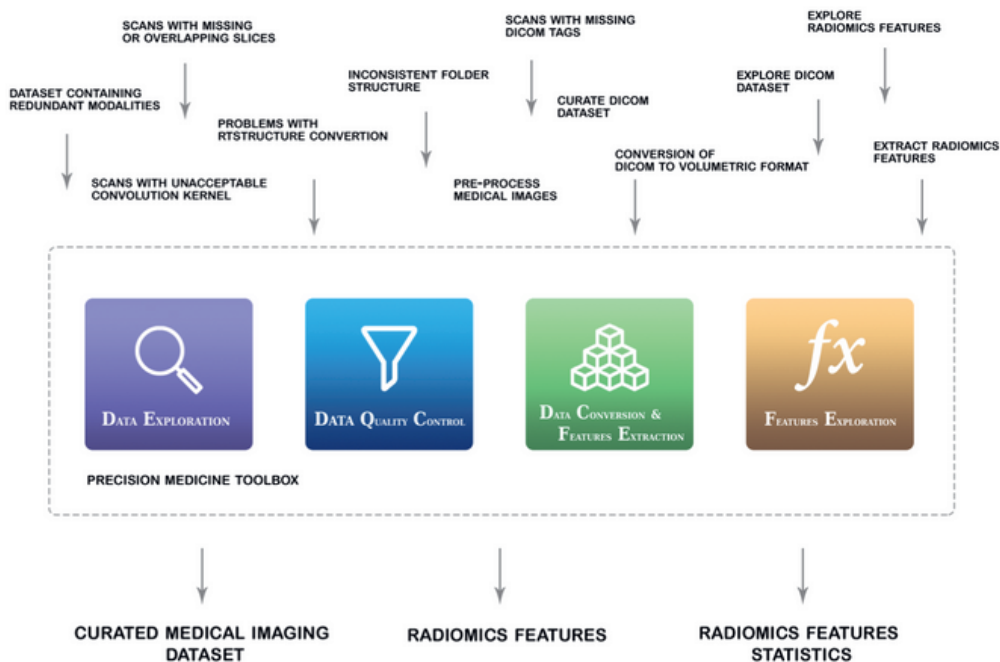 SCANS WITH MISSING
OR OVERLAPPING SLICES
SCANS WITH MISSING
DICOM TAGS
EXPLORE
RADIOMICS FEATURES
DATASET CONTAINING
REDUNDANT MODALITIES
INCONSISTENT FOLDER
STRUCTURE
EXPLORE DICOM
DATASET
CURATE DICOM
DATASET
PROBLEMS WITH
RTSTRUCTURE CONVERTION
EXTRACT RADIOMICS
FEATURES
CONVERSION OF
DICOM TO VOLUMETRIC FORMAT
SCANS WITH UNACCEPTABLE
CONVOLUTION KERNEL
PRE-PROCESS
MEDICAL IMAGES
DATA EXPLORATION
DATA QUALITY CONTROL
DATA CONVERSION &
FEATURES EXTRACTION
fx
FEATURES EXPLORATION
PRECISION MEDICINE TOOLBOX
CURATED MEDICAL IMAGING
DATASET
RADIOMICS FEATURES
RADIOMICS FEATURES
STATISTICS